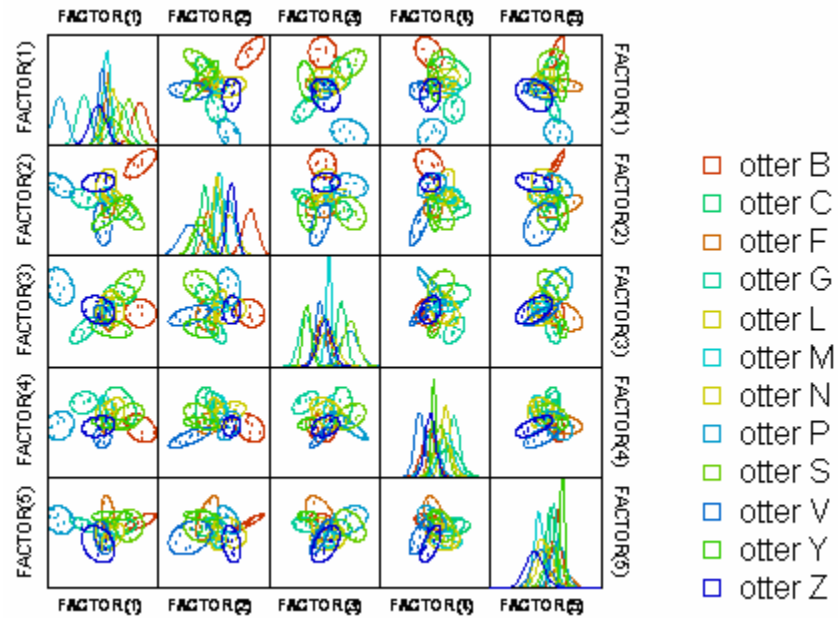 FACTOR(1) FACTOR(2) FACTOR(3) FACTOR(4) FACTOR(5)
FACTOR(1) FACTOR(1)
FACTOR(2) FACTOR(2)
FACTOR(3) FACTOR(3)
FACTOR(4) FACTOR(4)
FACTOR(5) FACTOR(5)
FACTOR(1) FACTOR(2) FACTOR(3) FACTOR(4) FACTOR(5)
otter B
otter C
otter F
otter G
otter L
otter M
otter N
otter P
otter S
otter V
otter Y
otter Z